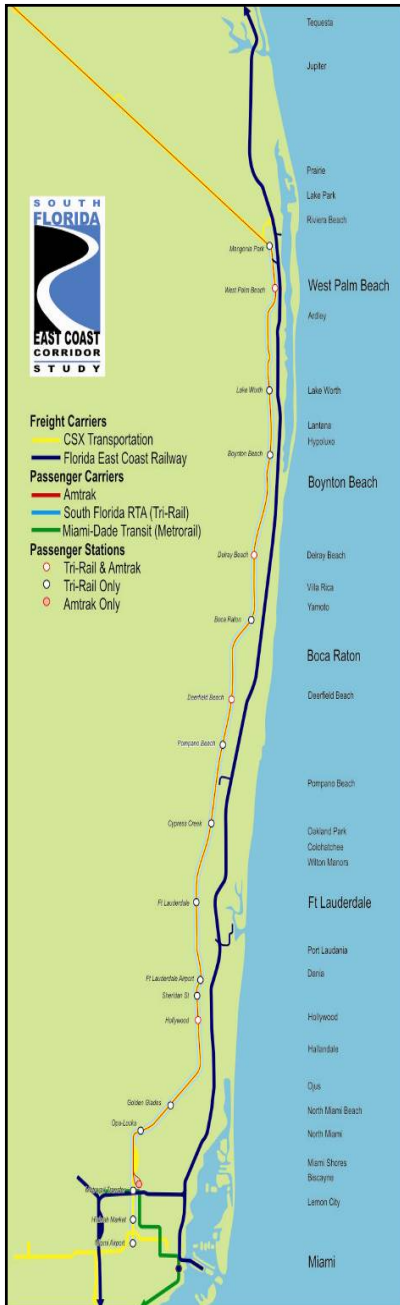 Tequesta
Jupiter
Prairie
Lake Park
Riviera Beach
Mangonia Park
West Palm Beach
West Palm Beach
Ardley
SOUTH
FLORIDA
EAST COAST
CORRIDOR
STUDY
Lake Worth
Lake Worth
Lantana
Hypoluxo
Freight Carriers
CSX Transportation
Florida East Coast Railway
Passenger Carriers
Amtrak
South Florida RTA (Tri-Rail)
Miami-Dade Transit (Metrorail)
Passenger Stations
Tri-Rail & Amtrak
Tri-Rail Only
Amtrak Only
Boynton Beach
Boynton Beach
Delray Beach
Delray Beach
Villa Rica
Yamoto
Boca Raton
Boca Raton
Deerfield Beach
Deerfield Beach
Pompano Beach
Pompano Beach
Cypress Creek
Oakland Park
Colohatchee
Wilton Manors
Ft Lauderdale
Ft Lauderdale
Port Laudania
Ft Lauderdale Airport
Dania
Sheridan St
Hollywood
Hollywood
Hallandale
Ojus
Golden Glades
North Miami Beach
Opa-Locka
North Miami
Miami Shores
Biscayne
Metrorail Transfer
Lemon City
Hialeah Market
Miami Airport
Miami